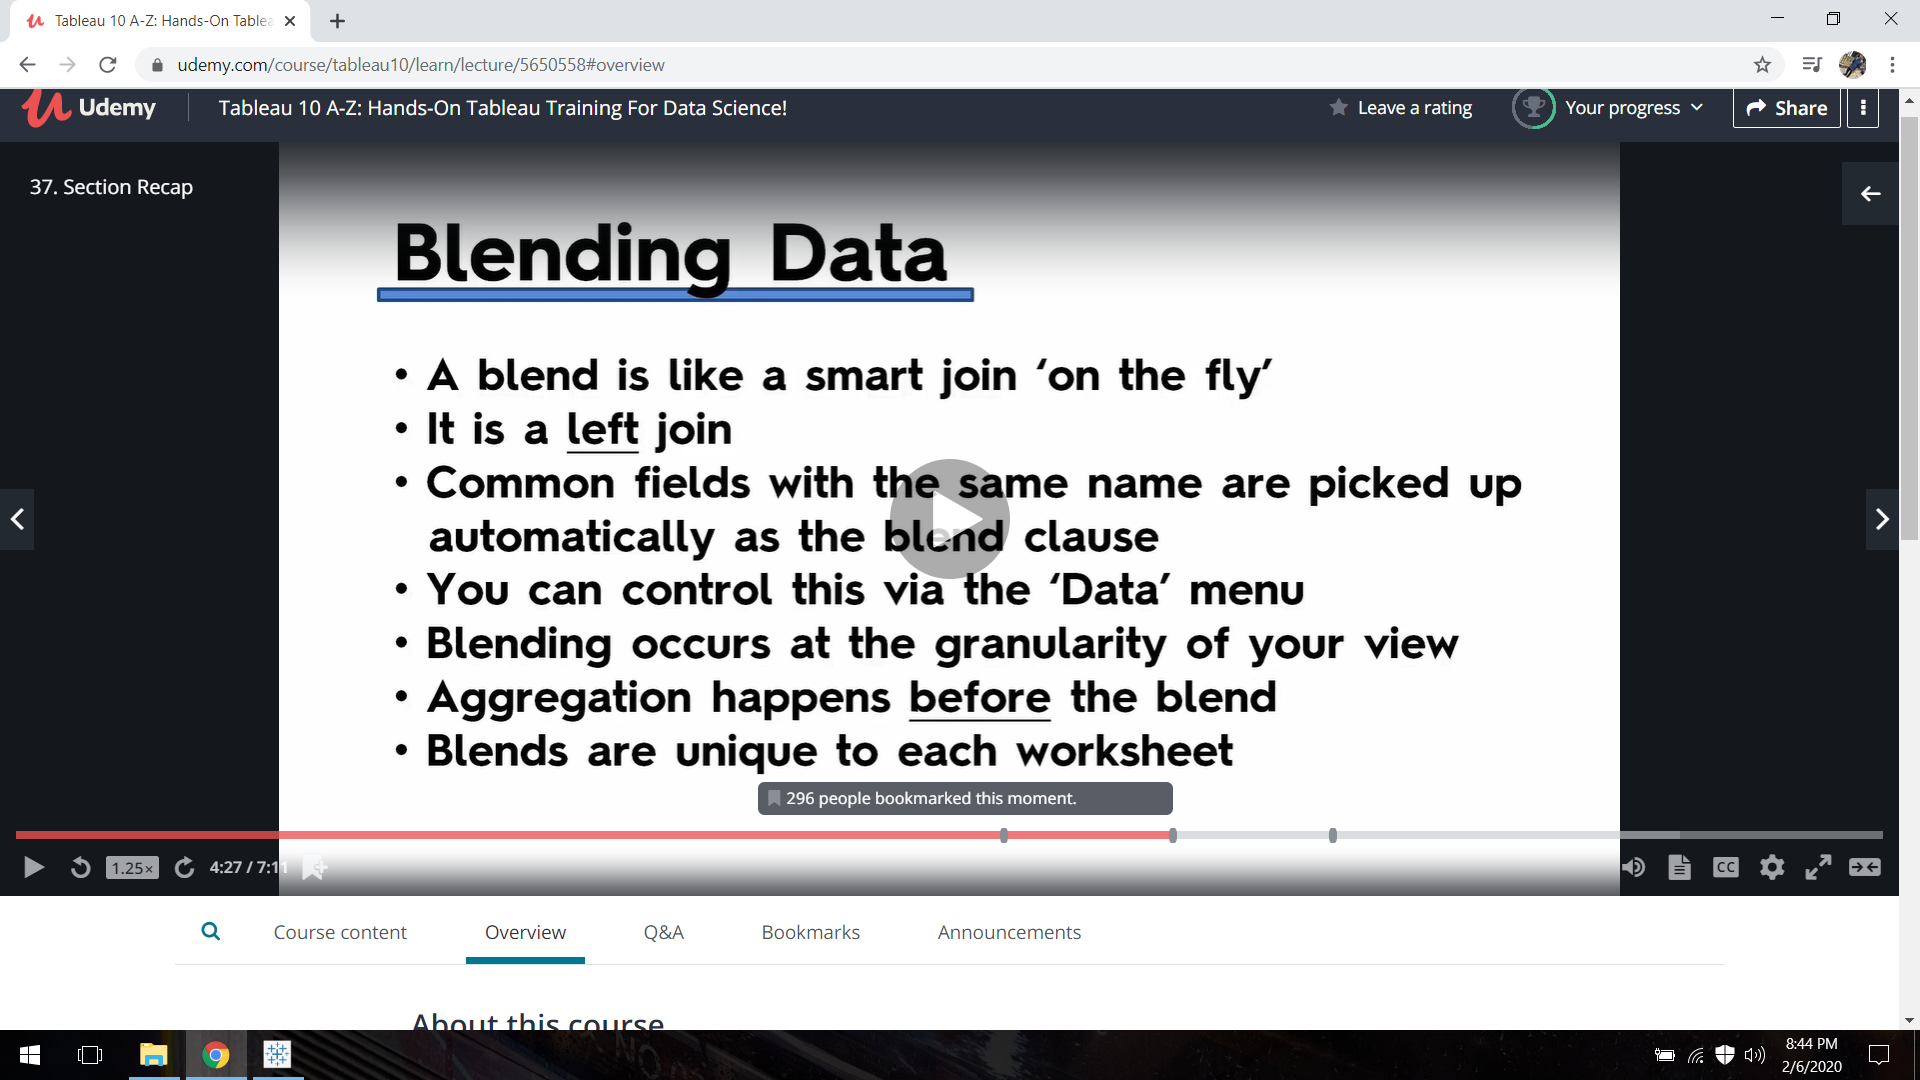 Tableau 10 A-Z: Hands-On Tablea
udemy.com/course/tableau10/learn/lecture/5650558#overview
Udemy
Tableau 10 A-Z: Hands-On Tableau Training For Data Science!
Leave a rating
Your progress
Share
37. Section Recap
Blending Data
• A blend is like a smart join ‘on the fly’
• It is a left join
• Common fields with the same name are picked up
automatically as the blend clause
• You can control this via the ‘Data’ menu
• Blending occurs at the granularity of your view
• Aggregation happens before the blend
• Blends are unique to each worksheet
296 people bookmarked this moment.
1.25×
4:27 / 7:11
CC
Course content
Overview
Q&A
Bookmarks
Announcements
About this course
8:44 PM
2/6/2020